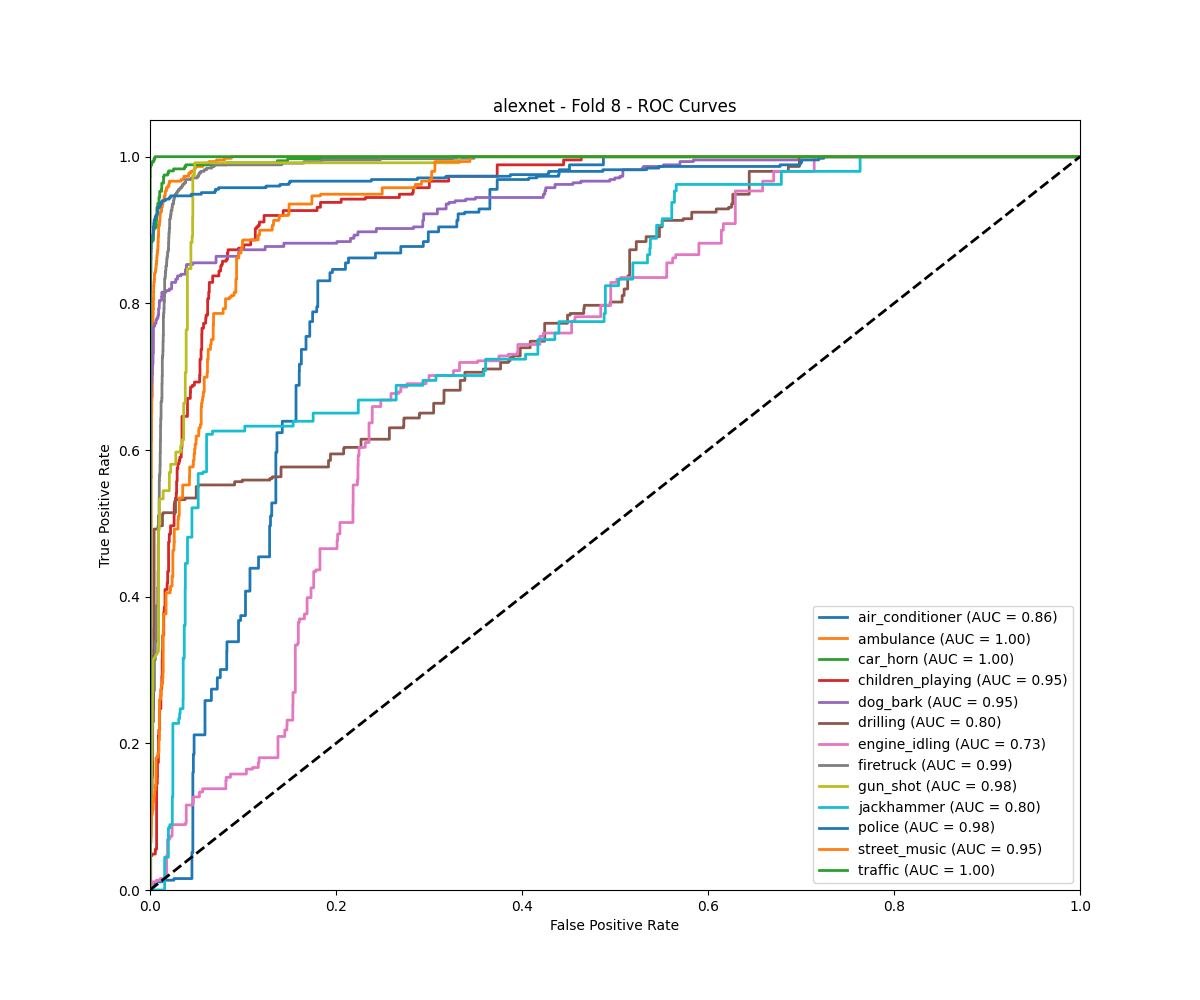 alexnet - Fold 8 - ROC Curves
True Positive Rate
1.0
0.8
0.6
0.4
0.2
0.0
0.0 0.2 0.4 0.6 0.8 1.0
False Positive Rate
air_conditioner (AUC = 0.86)
ambulance (AUC = 1.00)
car_horn (AUC = 1.00)
children_playing (AUC = 0.95)
dog_bark (AUC = 0.95)
drilling (AUC = 0.80)
engine_idling (AUC = 0.73)
firetruck (AUC = 0.99)
gun_shot (AUC = 0.98)
jackhammer (AUC = 0.80)
police (AUC = 0.98)
street_music (AUC = 0.95)
traffic (AUC = 1.00)